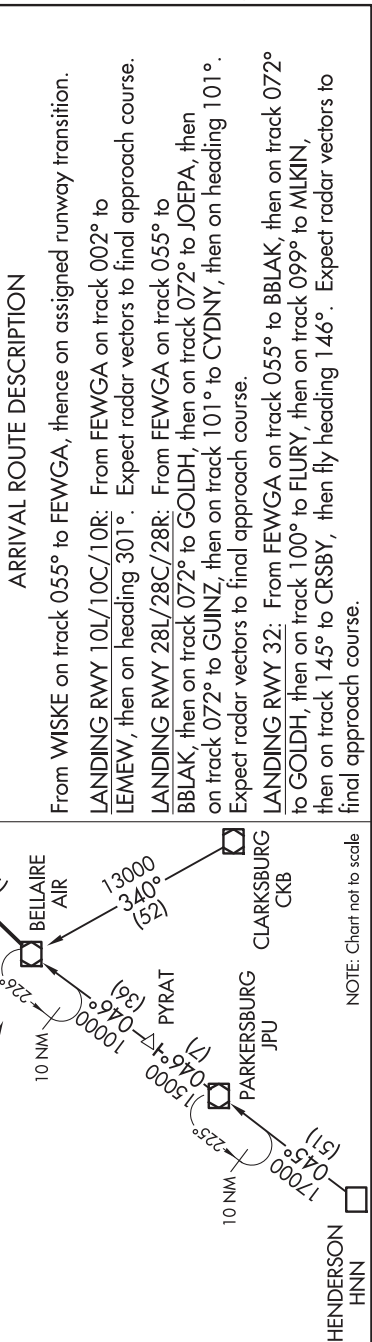 ARRIVAL ROUTE DESCRIPTION
From WISKE on track 055° to FEWGA, thence on assigned runway transition.
LANDING RWY 10L/10C/10R: From FEWGA on track 002° to
LEMEW, then on heading 301°. Expect radar vectors to final approach course.
LANDING RWY 28L/28C/28R: From FEWGA on track 055° to
BBLAK, then on track 072° to GOLDH, then on track 072° to JOEPA, then
on track 072° to GUINZ, then on track 101° to CYDNY, then on heading 101°.
Expect radar vectors to final approach course.
LANDING RWY 32: From FEWGA on track 055° to BBLAK, then on track 072°
to GOLDH, then on track 100° to FLURY, then on track 099° to MLKIN,
then on track 145° to CRSBY, then fly heading 146°. Expect radar vectors to
final approach course.
BELLAIRE
AIR
226°
10 NM
13000
340°
(52)
CLARKSBURG
CKB
10000
046°
(36)
PYRAT
15000
046°
(7)
PARKERSBURG
JPU
225°
10 NM
17000
045°
(51)
HENDERSON
HNN
NOTE: Chart not to scale